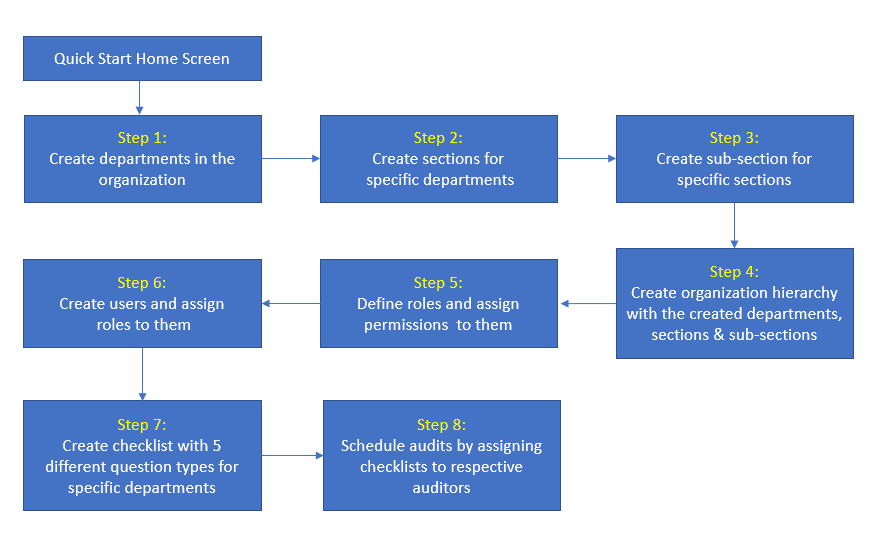 Quick Start Home Screen
Step 1:
Create departments in the
organization
Step 2:
Create sections for
specific departments
Step 3:
Create sub-section for
specific sections
Step 4:
Create organization hierarchy
with the created departments,
sections & sub-sections
Step 5:
Define roles and assign
permissions  to them
Step 6:
Create users and assign
roles to them
Step 7:
Create checklist with 5
different question types for
specific departments
Step 8:
Schedule audits by assigning
checklists to respective
auditors